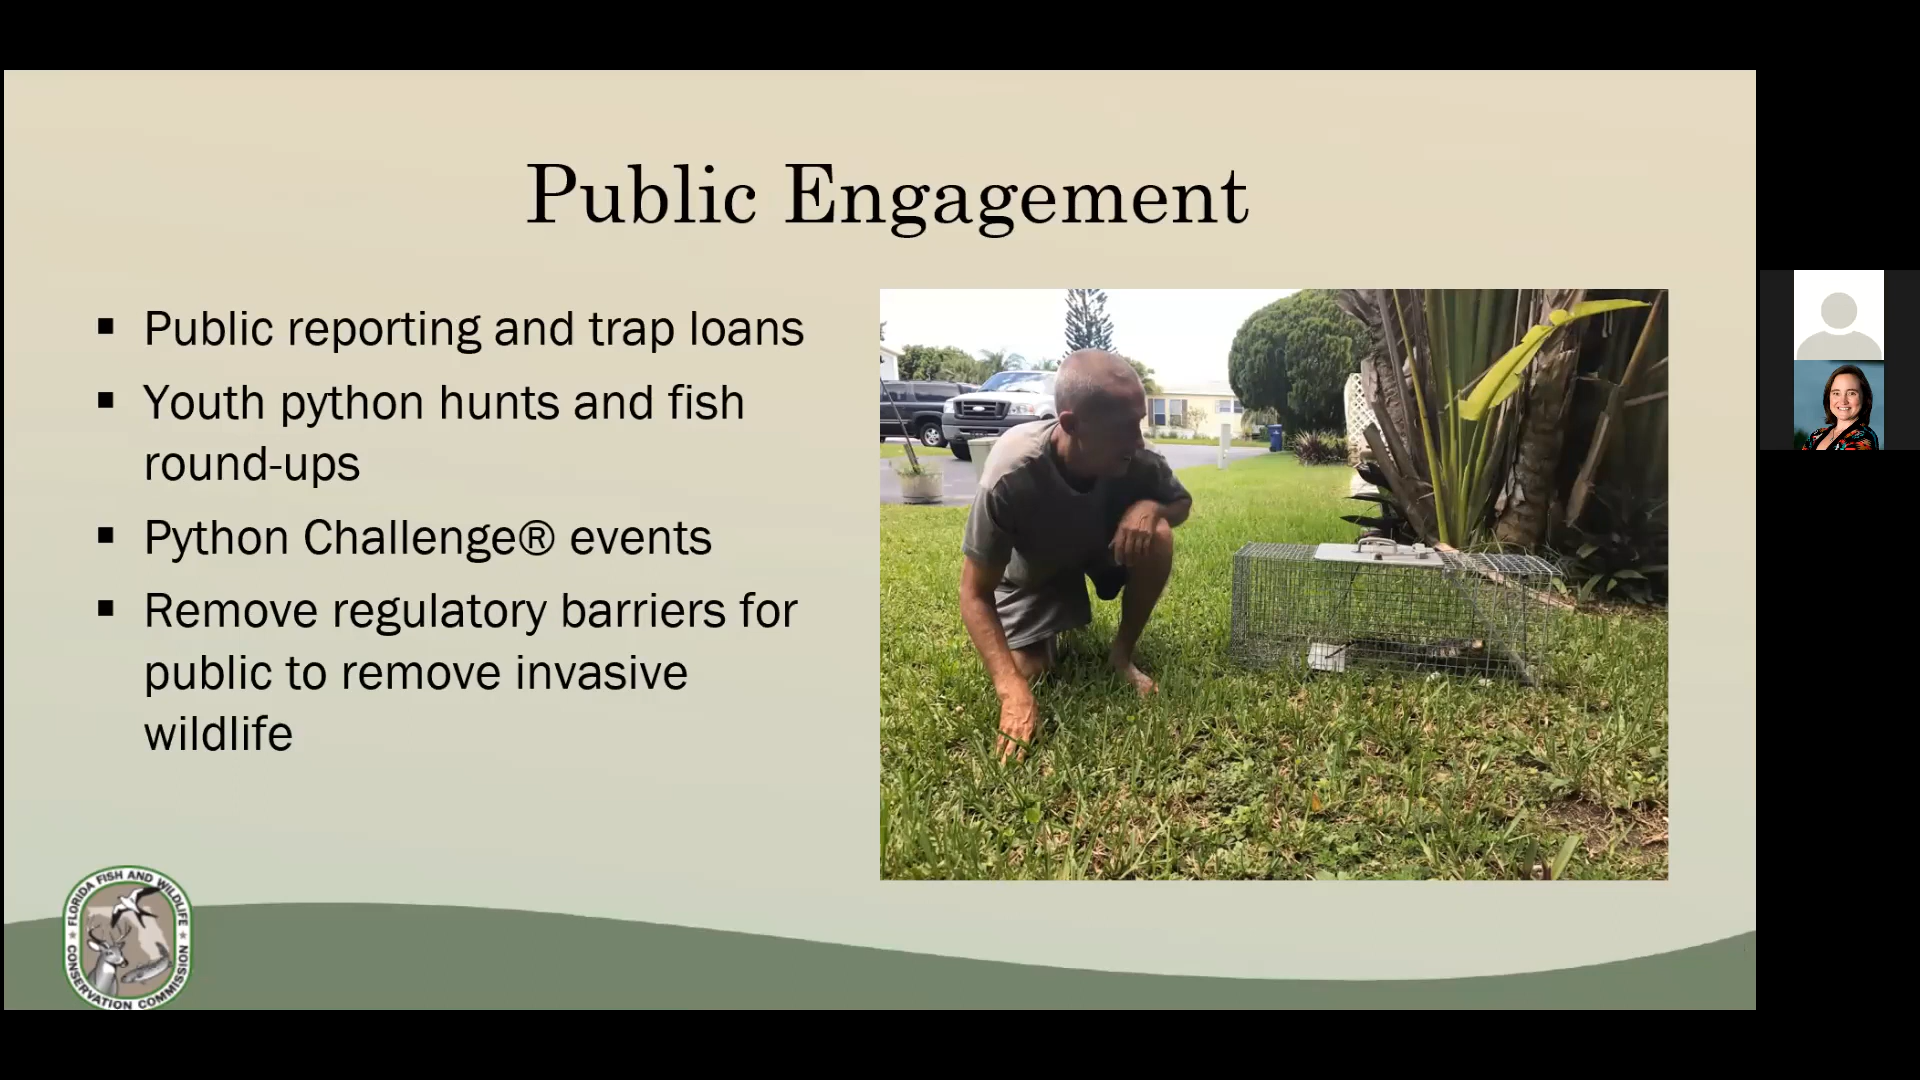 Public Engagement
▪ Public reporting and trap loans
▪ Youth python hunts and fish
round-ups
▪ Python Challenge® events
▪ Remove regulatory barriers for
public to remove invasive
wildlife
FLORIDA FISH AND WILDLIFE
CONSERVATION COMMISSION